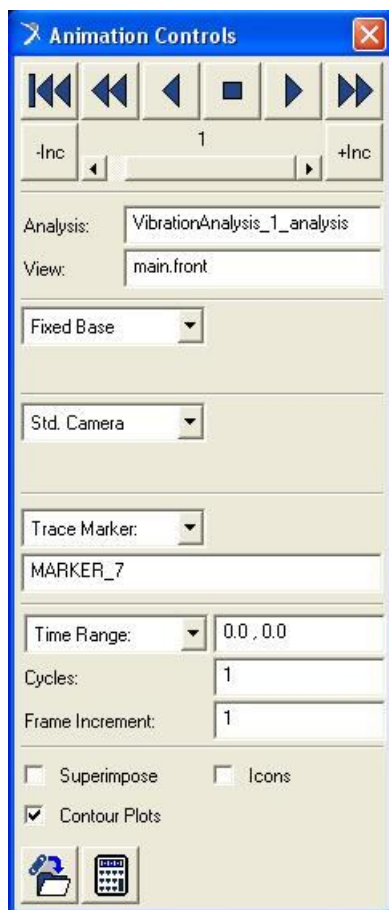 Animation Controls
-Inc 1 +Inc
Analysis: VibrationAnalysis_1_analysis
View: main.front
Fixed Base
Std. Camera
Trace Marker:
MARKER_7
Time Range: 0.0 , 0.0
Cycles: 1
Frame Increment: 1
Superimpose Icons
Contour Plots